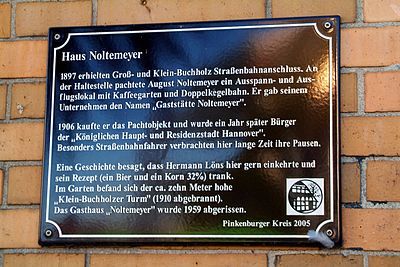 Haus Noltemeyer
1897 erhielten Groß- und Klein-Buchholz Straßenbahnanschluss. An
der Haltestelle pachtete August Noltemeyer ein Ausspann- und Aus-
flugslokal mit Kaffeegarten und Doppelkegelbahn. Er gab seinem
Unternehmen den Namen „Gaststätte Noltemeyer".
1906 kaufte er das Pachtobjekt und wurde ein Jahr später Bürger
der „Königlichen Haupt- und Residenzstadt Hannover".
Besonders Straßenbahnfahrer verbrachten hier lange Zeit ihre Pausen.
Eine Geschichte besagt, dass Hermann Löns hier gern einkehrte und
sein Rezept (ein Bier und ein Korn 32%) trank.
Im Garten befand sich der ca. zehn Meter hohe
„Klein-Buchholzer Turm" (1910 abgebrannt).
Das Gasthaus „Noltemeyer" wurde 1959 abgerissen.
Pinkenburger Kreis 2005